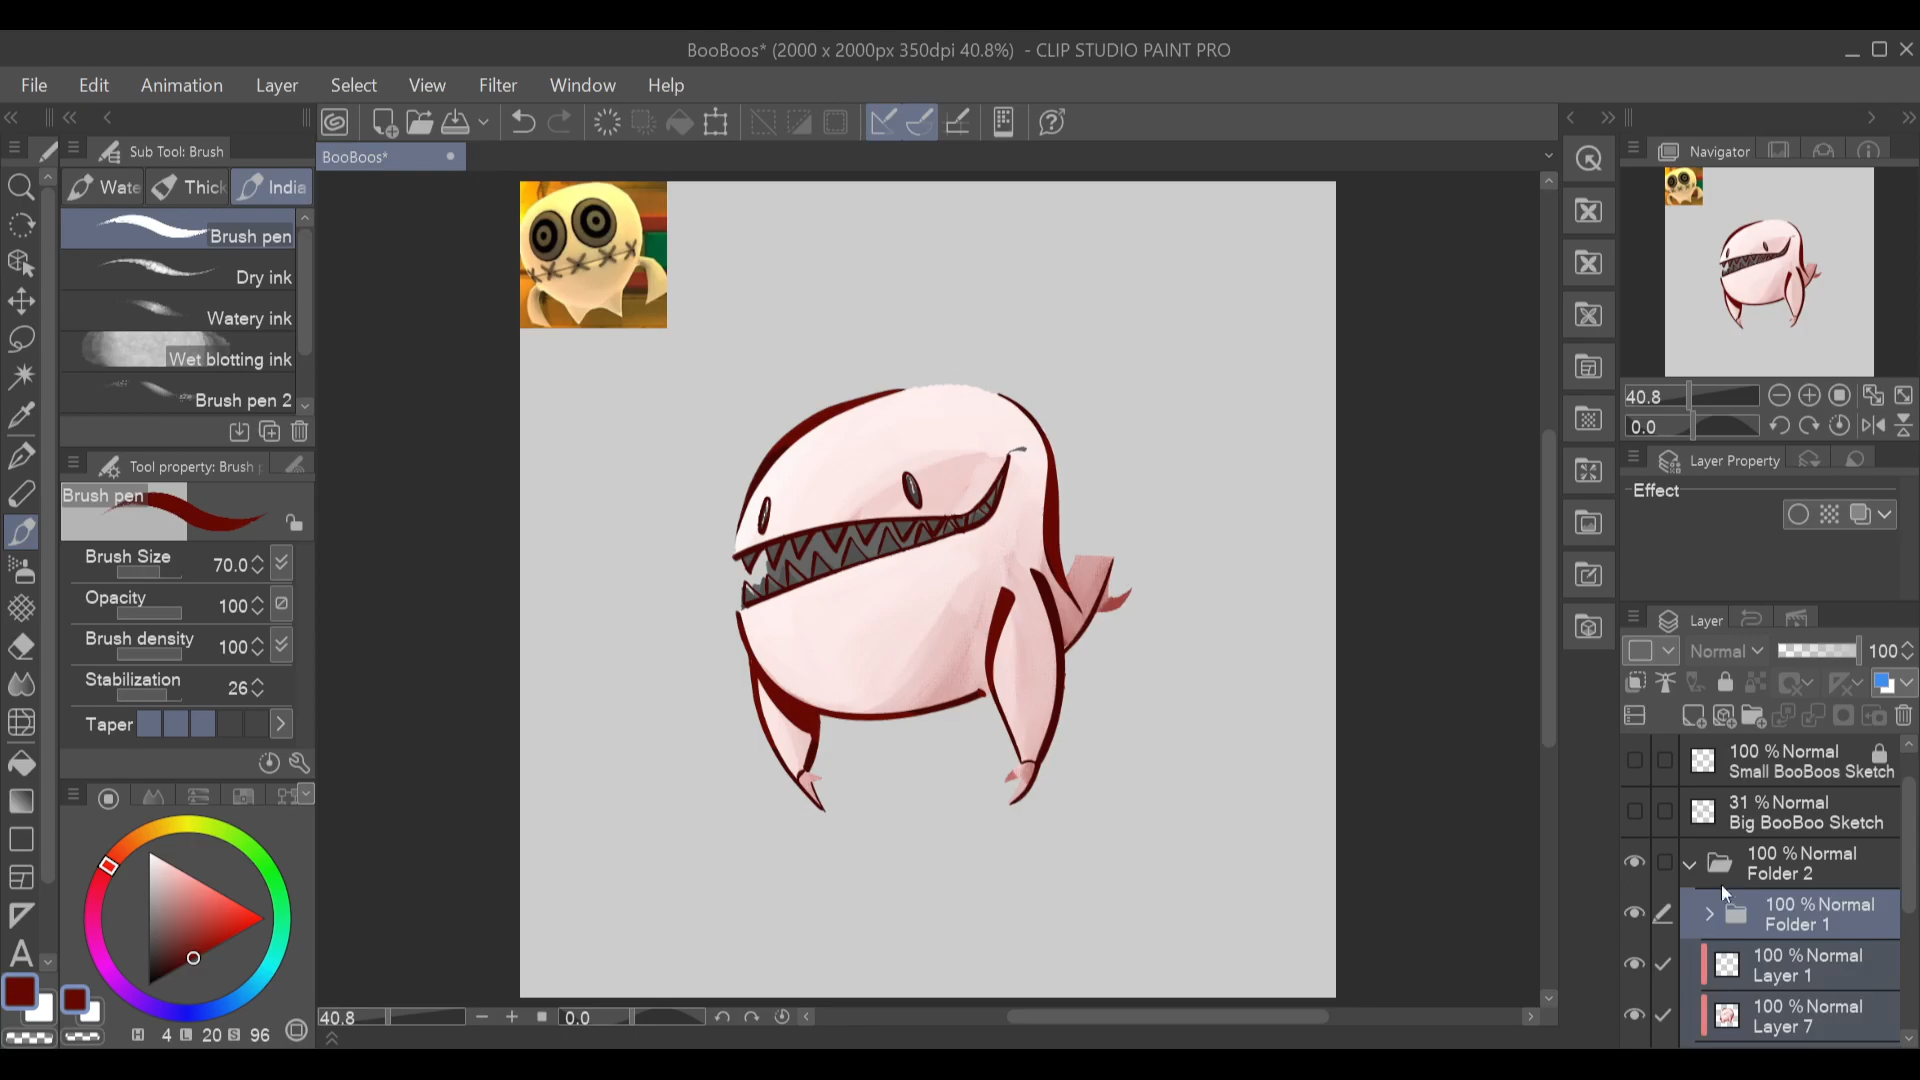 BooBoos* (2000 x 2000px 350dpi 40.8%) - CLIP STUDIO PAINT PRO
File Edit Animation Layer Select View Filter Window Help
Sub Tool: Brush
BooBoos*
Navigator
Wate Thick India
Brush pen
Dry ink
Watery ink
Wet blotting ink
Brush pen 2
Tool property: Brush
Brush pen
Brush Size 70.0
Opacity 100
Brush density 100
Stabilization 26
Taper
H 4 L 20 S 96
40.8 0.0
40.8
0.0
Layer Property
Effect
Layer
Normal 100
100 % Normal
Small BooBoos Sketch
31 % Normal
Big BooBoo Sketch
100 % Normal
Folder 2
100 % Normal
Folder 1
100 % Normal
Layer 1
100 % Normal
Layer 7